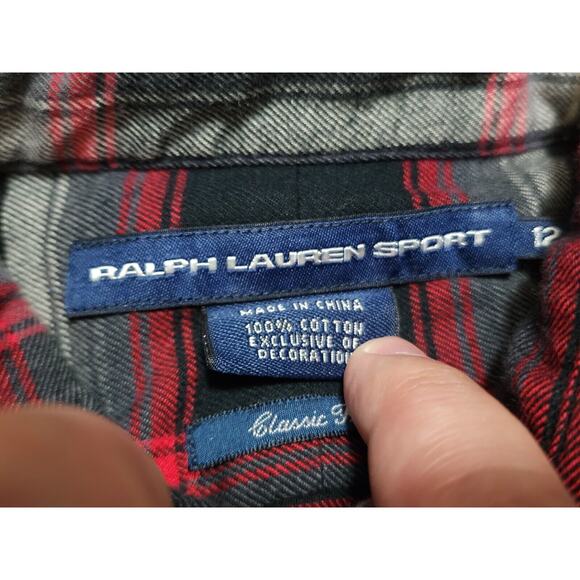 RALPH LAUREN SPORT
12
MADE IN CHINA
100% COTTON
EXCLUSIVE OF
DECORATION
Classic